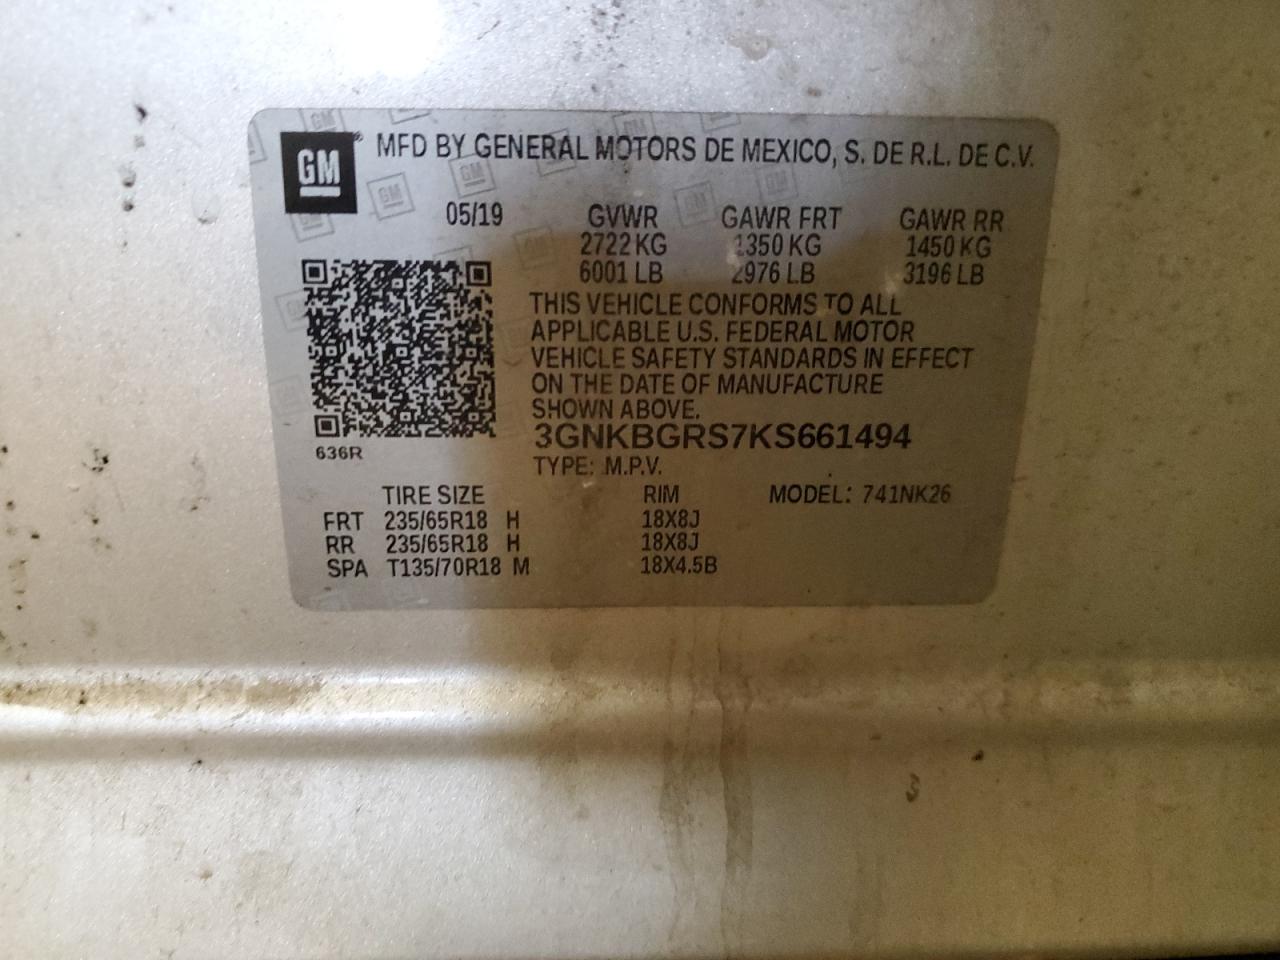 GM
MFD BY GENERAL MOTORS DE MEXICO, S. DE R.L. DE C.V.
05/19 GVWR GAWR FRT GAWR RR
2722 KG 1350 KG 1450 KG
6001 LB 2976 LB 3196 LB
THIS VEHICLE CONFORMS TO ALL
APPLICABLE U.S. FEDERAL MOTOR
VEHICLE SAFETY STANDARDS IN EFFECT
ON THE DATE OF MANUFACTURE
SHOWN ABOVE.
3GNKBGRS7KS661494
636R
TYPE: M.P.V.
TIRE SIZE RIM MODEL: 741NK26
FRT 235/65R18 H 18X8J
RR 235/65R18 H 18X8J
SPA T135/70R18 M 18X4.5B